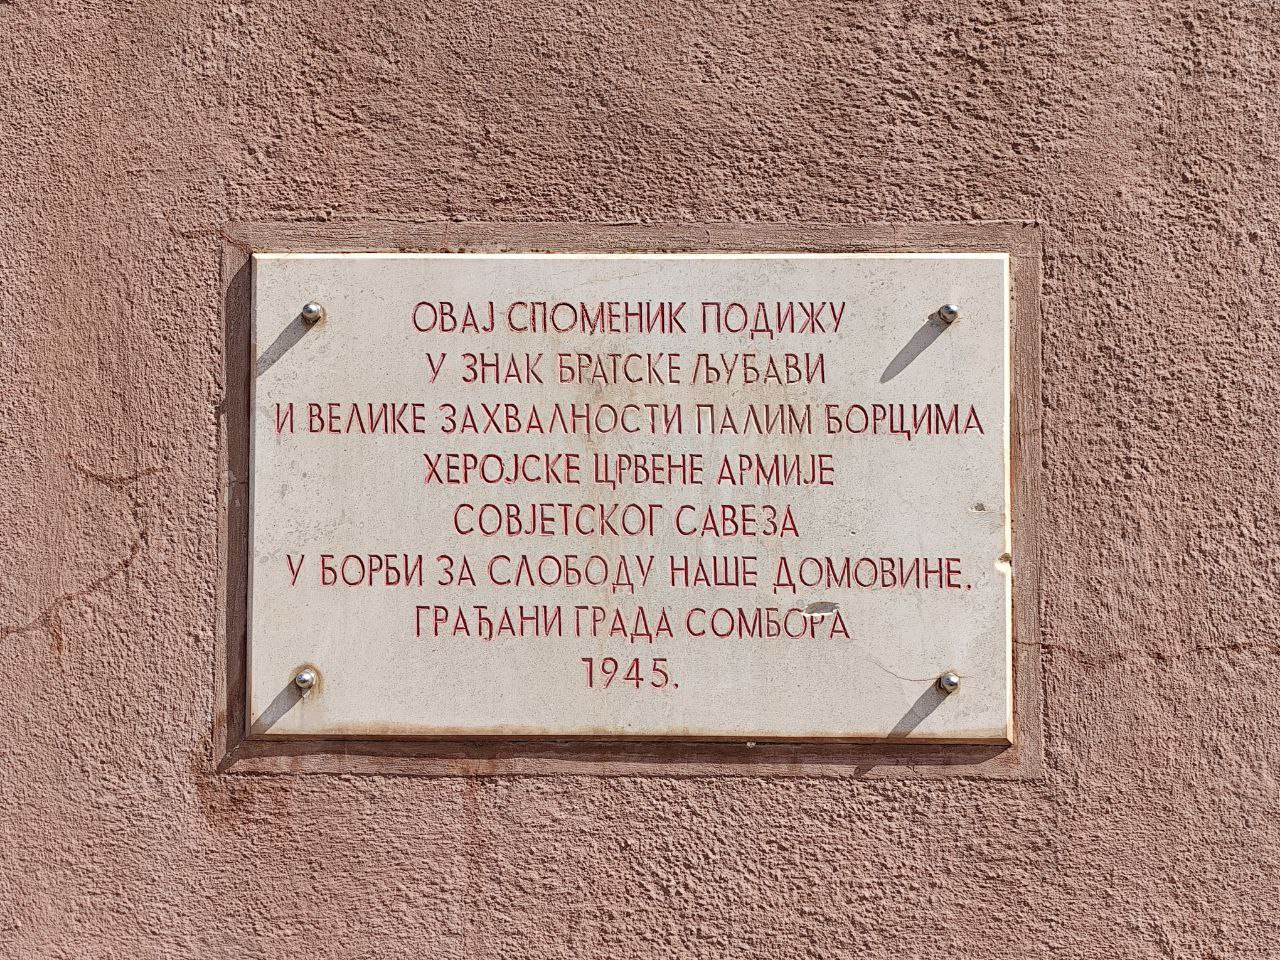 ОВАЈ СПОМЕНИК ПОДИЖУ
У ЗНАК БРАТСКЕ ЉУБАВИ
И ВЕЛИКЕ ЗАХВАЛНОСТИ ПАЛИМ БОРЦИМА
ХЕРОЈСКЕ ЦРВЕНЕ АРМИЈЕ
СОВЈЕТСКОГ САВЕЗА
У БОРБИ ЗА СЛОБОДУ НАШЕ ДОМОВИНЕ.
ГРАЂАНИ ГРАДА СОМБОРА
1945.